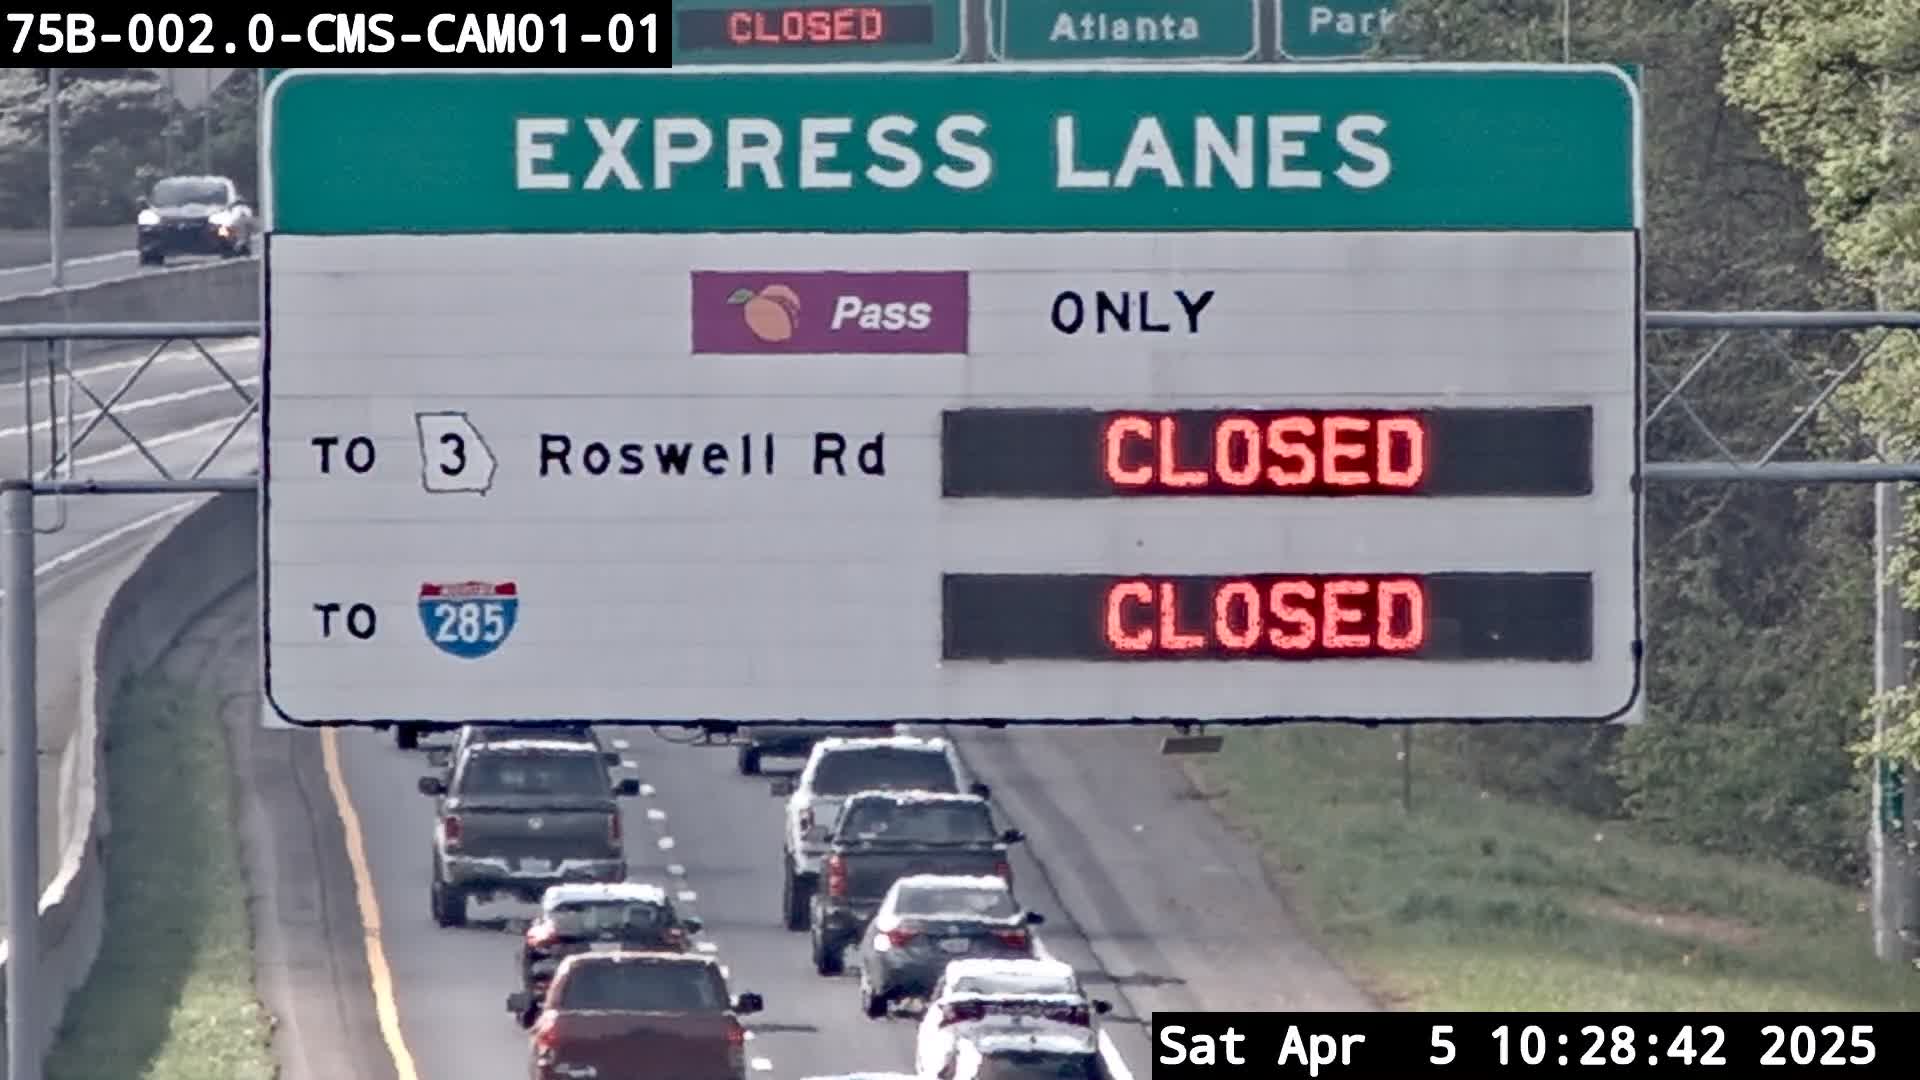 75B-002.0-CMS-CAM01-01
CLOSED
Atlanta
Park
EXPRESS LANES
Pass ONLY
TO 3 Roswell Rd CLOSED
TO 285 CLOSED
Sat Apr 5 10:28:42 2025